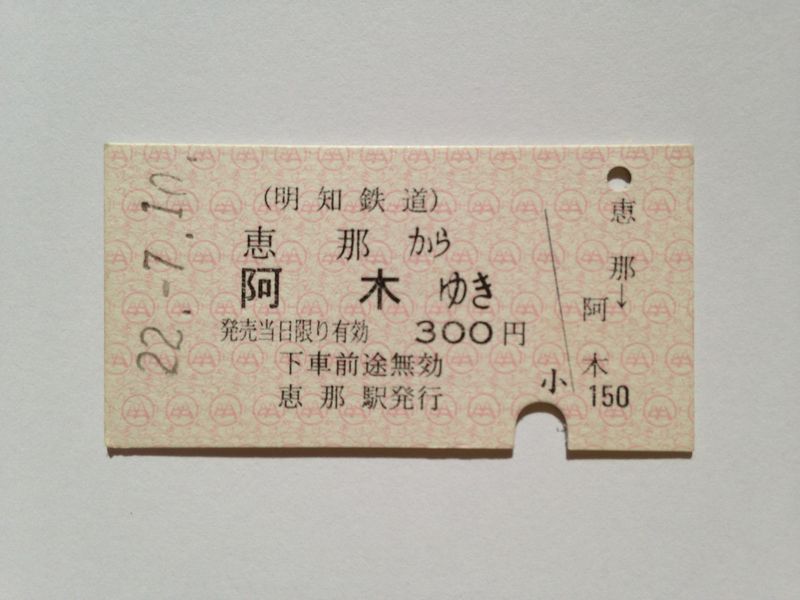 22.-7.10.
(明知鉄道)
恵那から
阿木ゆき
発売当日限り有効 300円
下車前途無効
恵那駅発行
小
恵那→
阿木
150